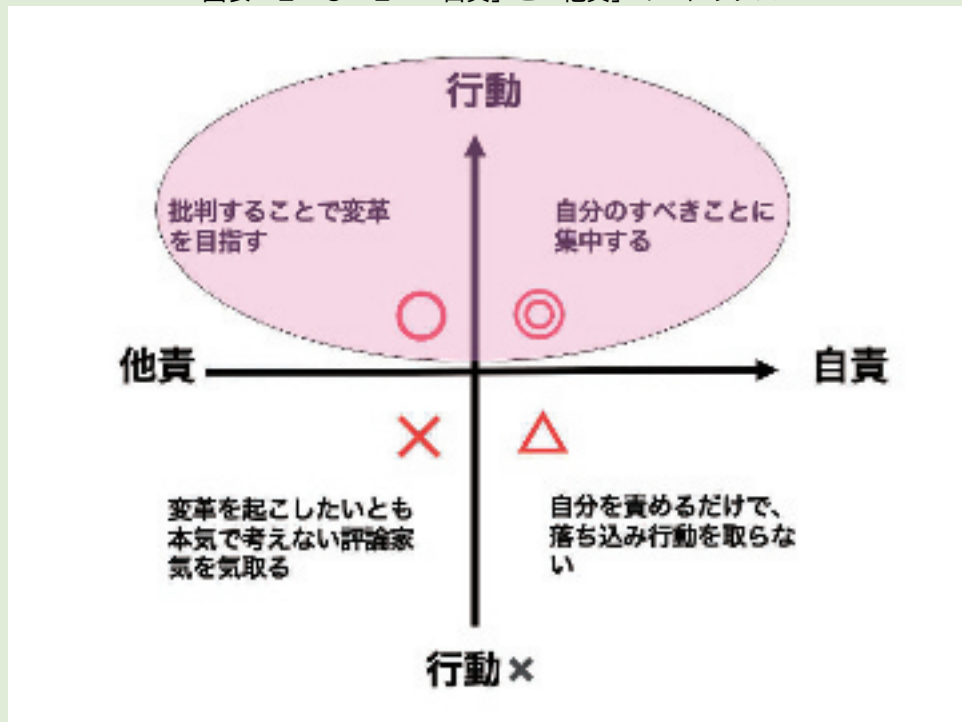 行動
批判することで変革
を目指す
自分のすべきことに
集中する
他責
自責
変革を起こしたいとも
本気で考えない評論家
気を気取る
自分を責めるだけで、
落ち込み行動を取らな
い
行動×